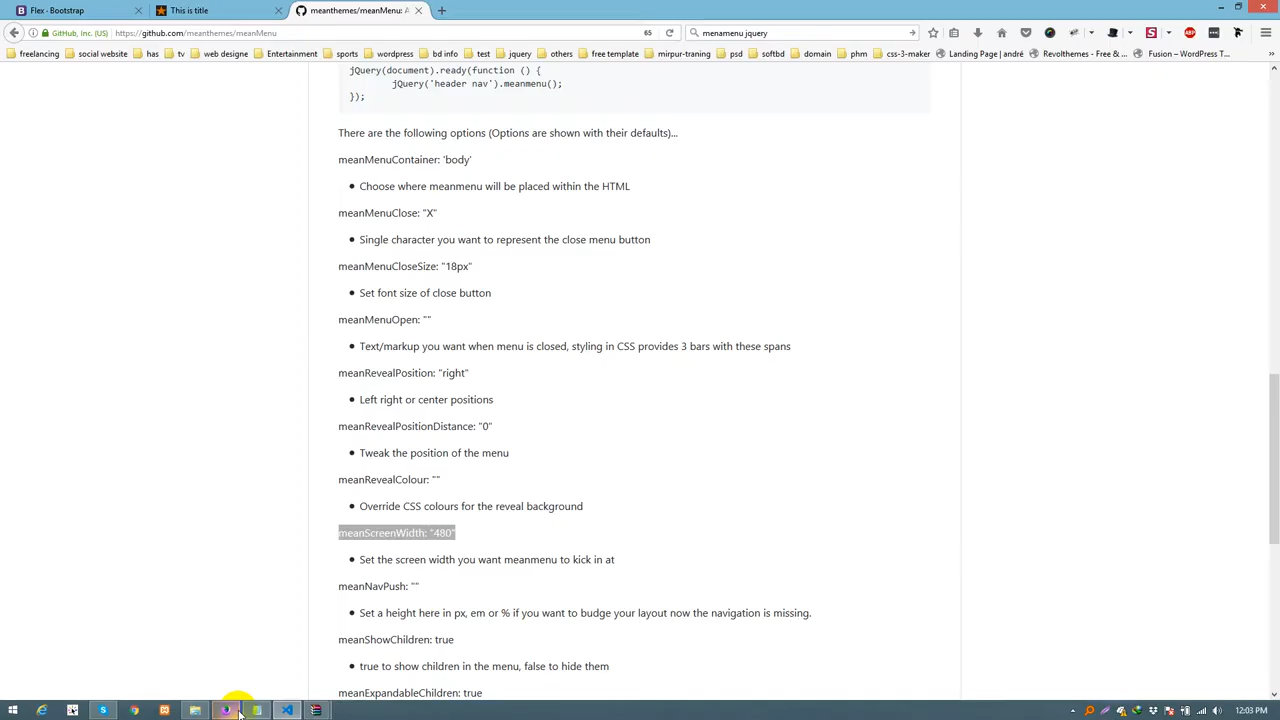 Flex - Bootstrap
This is title
meanthemes/meanMenu: A
GitHub, Inc. (US)
https://github.com/meanthemes/meanMenu
65
menamenu jquery
freelancing
social website
has
tv
web designe
Entertainment
sports
wordpress
bd info
test
jquery
others
free template
mirpur-traning
psd
softbd
domain
phm
css-3-maker
Landing Page | andré
Revolthemes - Free & ...
Fusion – WordPress T...
jQuery(document).ready(function () {
jQuery('header nav').meanmenu();
});
There are the following options (Options are shown with their defaults)...
meanMenuContainer: 'body'
Choose where meanmenu will be placed within the HTML
meanMenuClose: "X"
Single character you want to represent the close menu button
meanMenuCloseSize: "18px"
Set font size of close button
meanMenuOpen: ""
Text/markup you want when menu is closed, styling in CSS provides 3 bars with these spans
meanRevealPosition: "right"
Left right or center positions
meanRevealPositionDistance: "0"
Tweak the position of the menu
meanRevealColour: ""
Override CSS colours for the reveal background
meanScreenWidth: "480"
Set the screen width you want meanmenu to kick in at
meanNavPush: ""
Set a height here in px, em or % if you want to budge your layout now the navigation is missing.
meanShowChildren: true
true to show children in the menu, false to hide them
meanExpandableChildren: true
12:03 PM